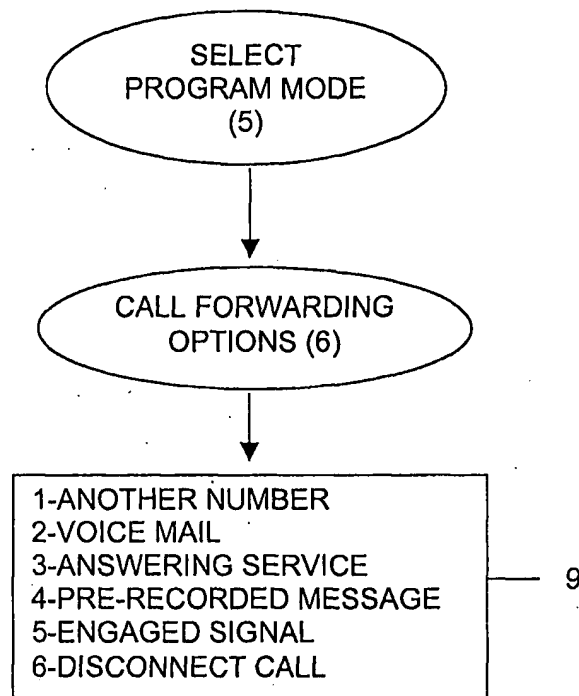 SELECT
PROGRAM MODE
(5)
CALL FORWARDING
OPTIONS (6)
1-ANOTHER NUMBER
2-VOICE MAIL
3-ANSWERING SERVICE
4-PRE-RECORDED MESSAGE
5-ENGAGED SIGNAL
6-DISCONNECT CALL
9